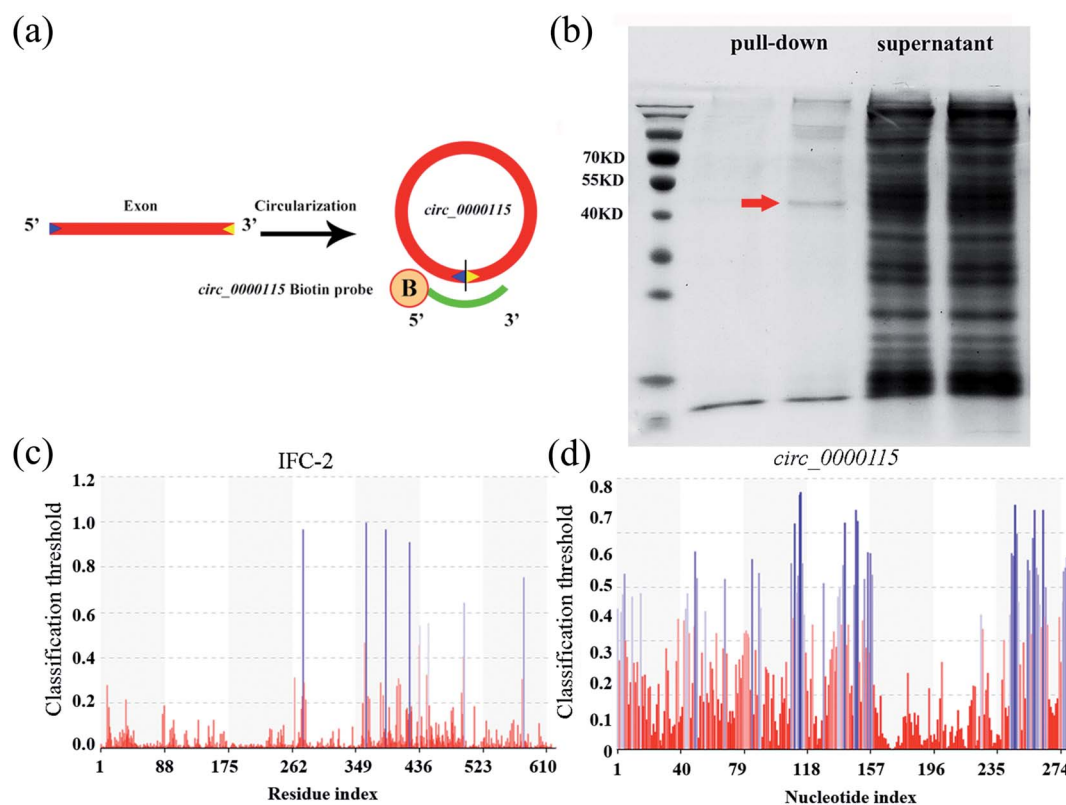 (a)
5’
Exon
3’
Circularization
circ_0000115
circ_0000115 Biotin probe
B
5’
3’
(b)
pull-down
supernatant
70KD
55KD
40KD
(c)
IFC-2
Classification threshold
1.2
1.0
0.8
0.6
0.4
0.2
0.0
1 88 175 262 349 436 523 610
Residue index
(d)
circ_0000115
Classification threshold
0.8
0.7
0.6
0.5
0.4
0.3
0.2
0.1
0
1 40 79 118 157 196 235 274
Nucleotide index